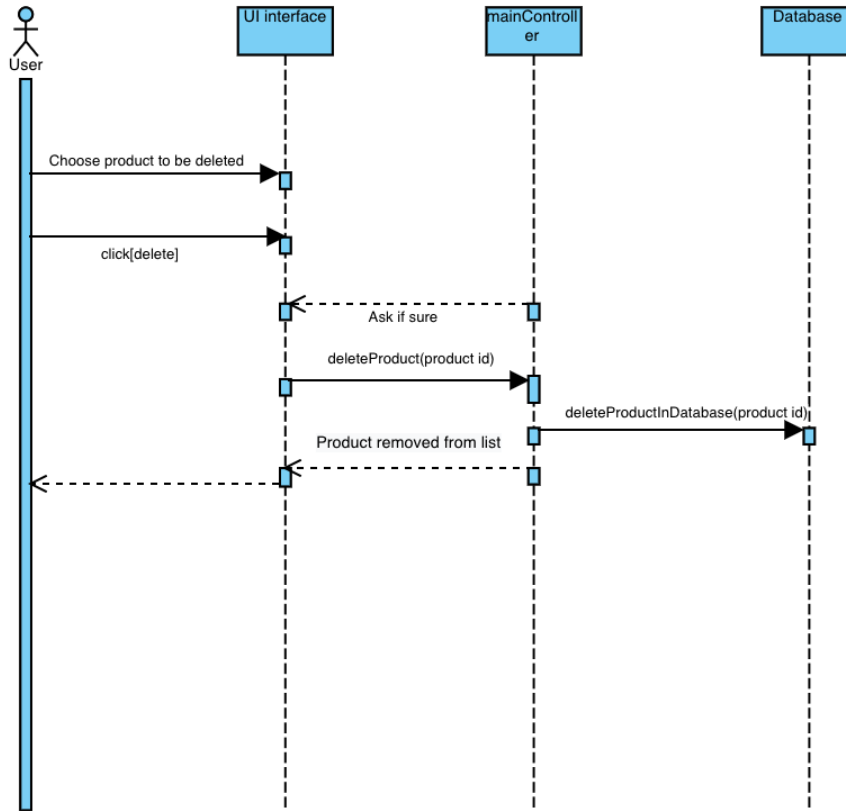 UI interface
mainControll
er
Database
User
Choose product to be deleted
click[delete]
Ask if sure
deleteProduct(product id)
deleteProductInDatabase(product id)
Product removed from list